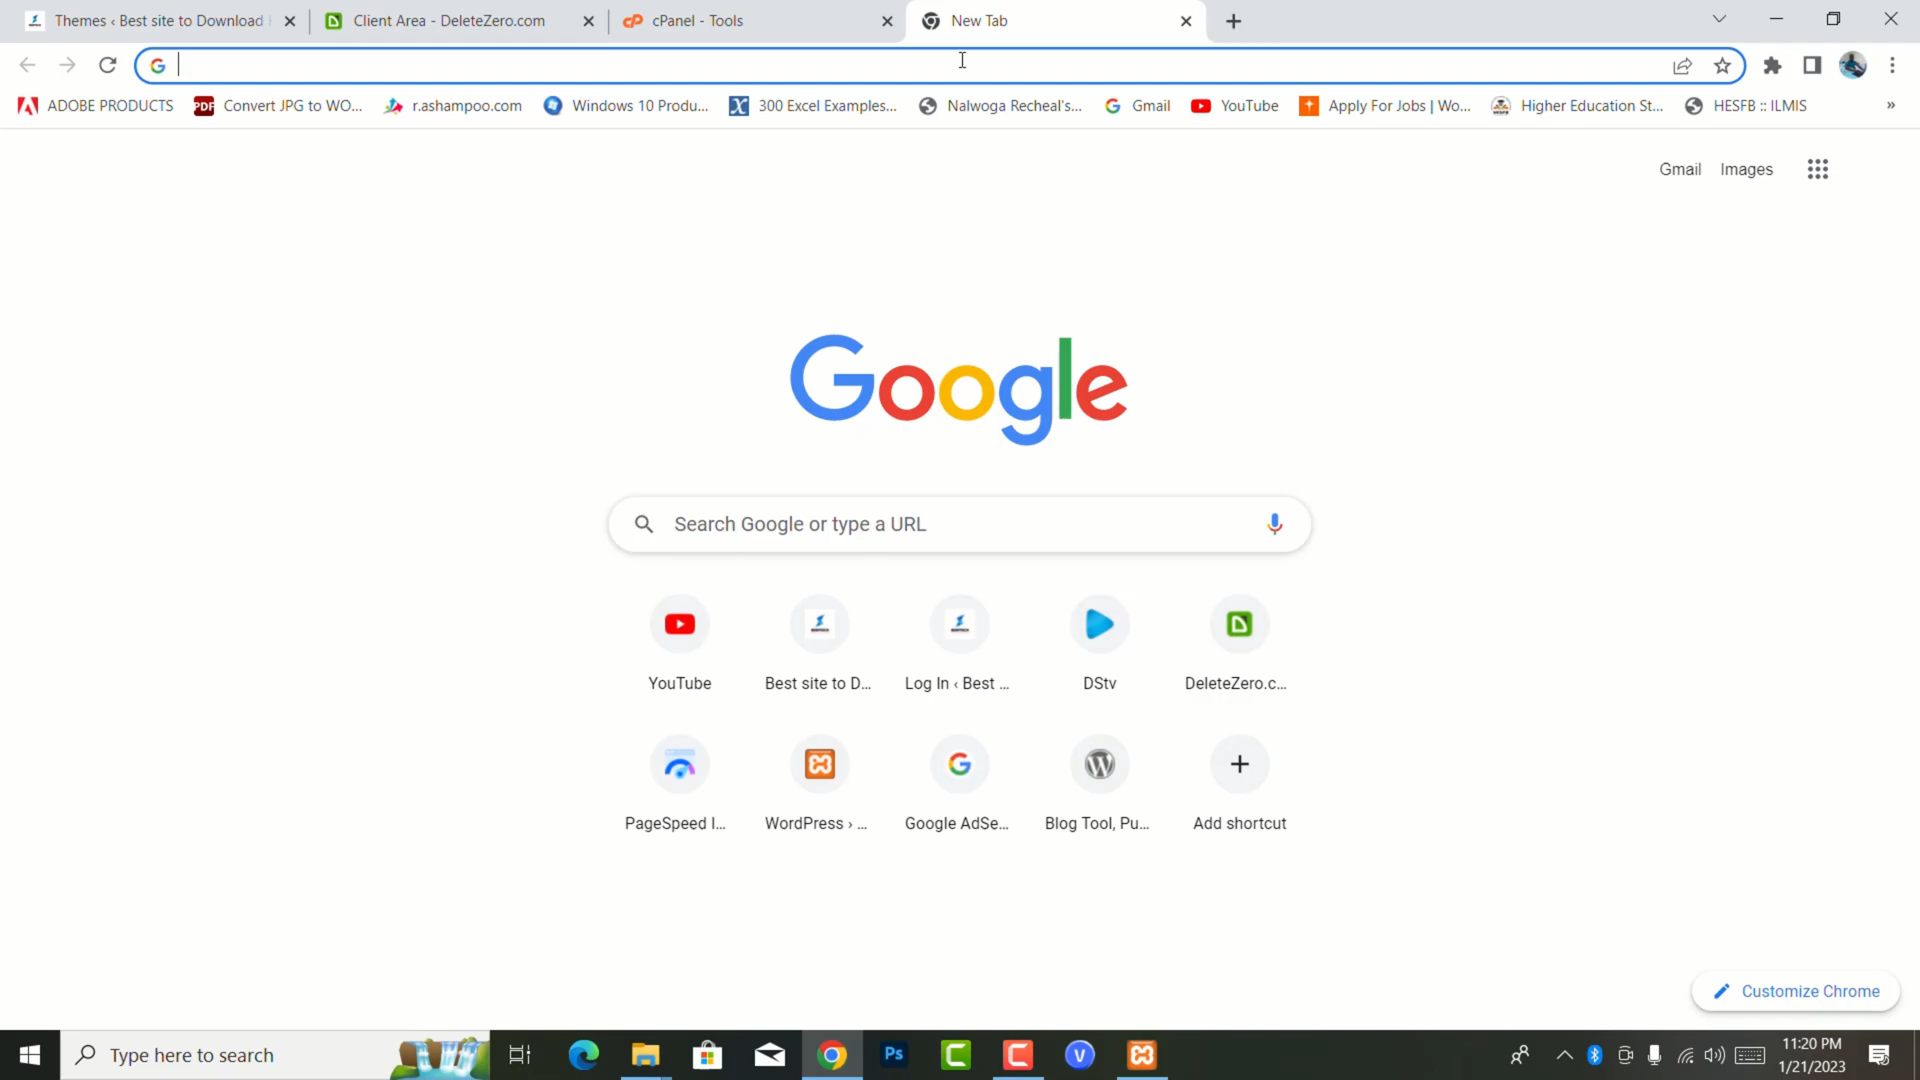 Themes ‹ Best site to Download
Client Area - DeleteZero.com
cPanel - Tools
New Tab
ADOBE PRODUCTS
PDF
Convert JPG to WO...
r.ashampoo.com
Windows 10 Produ...
300 Excel Examples...
Nalwoga Recheal's...
Gmail
YouTube
Apply For Jobs | Wo...
Higher Education St...
HESFB :: ILMIS
»
Gmail
Images
Google
Search Google or type a URL
YouTube
Best site to D...
Log In ‹ Best ...
DStv
DeleteZero.c...
PageSpeed I...
WordPress › ...
Google AdSe...
Blog Tool, Pu...
Add shortcut
Customize Chrome
Type here to search
Ps
11:20 PM
1/21/2023